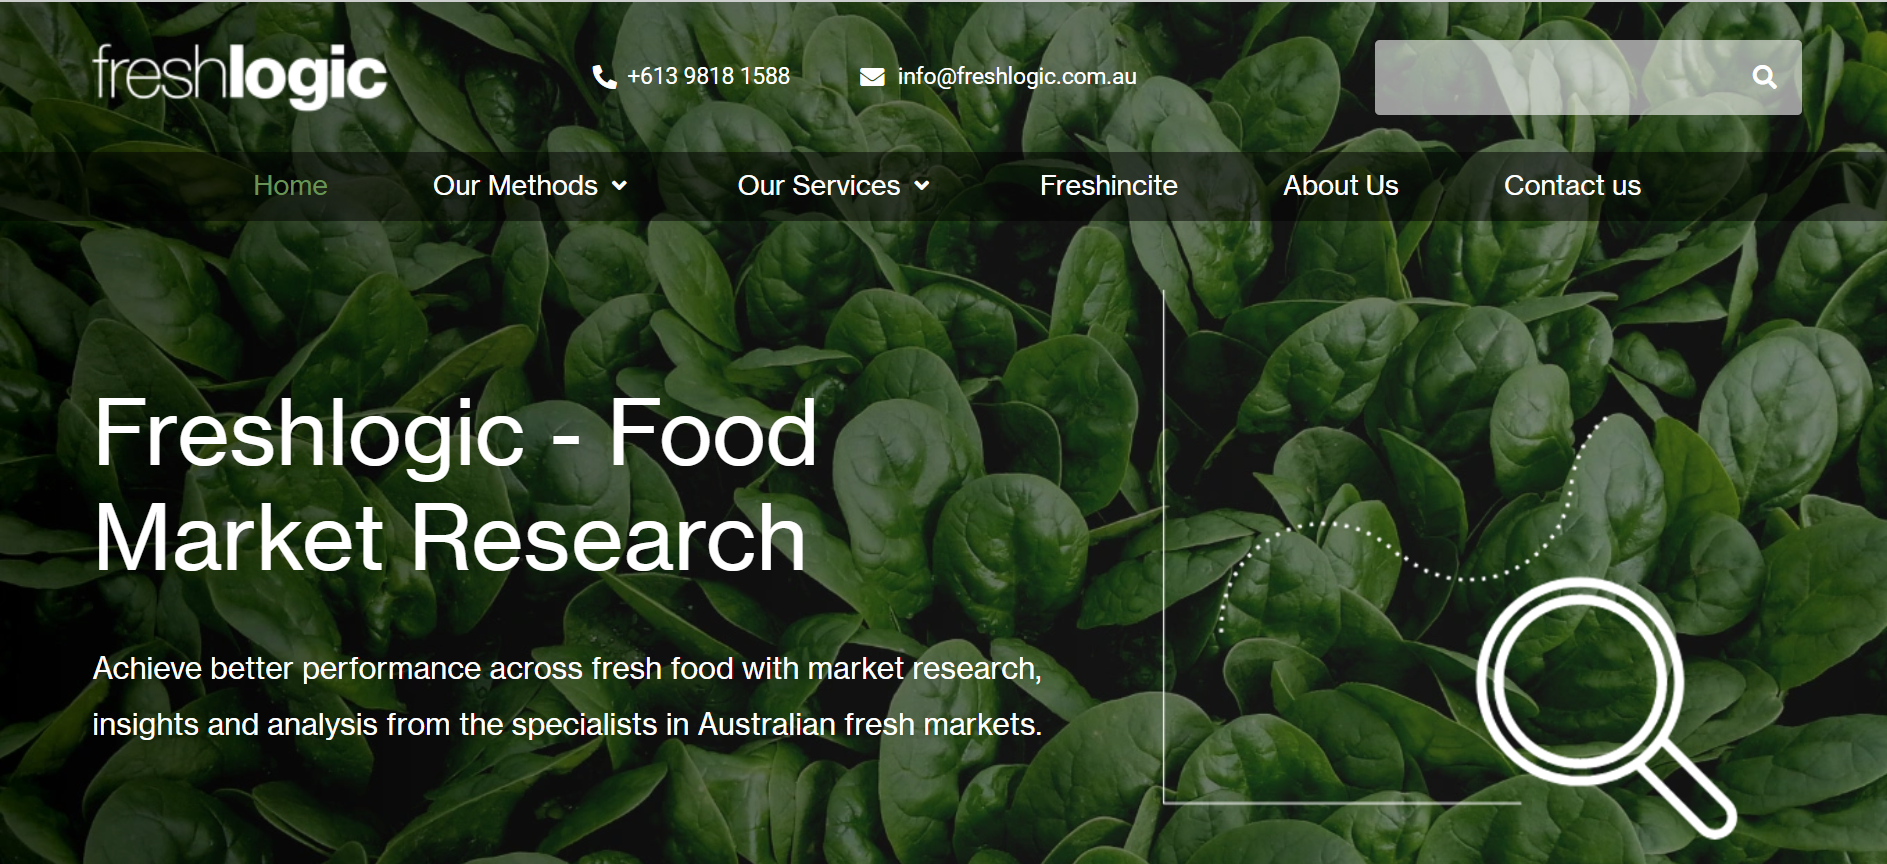 freshlogic
+613 9818 1588
info@freshlogic.com.au
Home
Our Methods
Our Services
Freshincite
About Us
Contact us
Freshlogic - Food
Market Research
Achieve better performance across fresh food with market research,
insights and analysis from the specialists in Australian fresh markets.